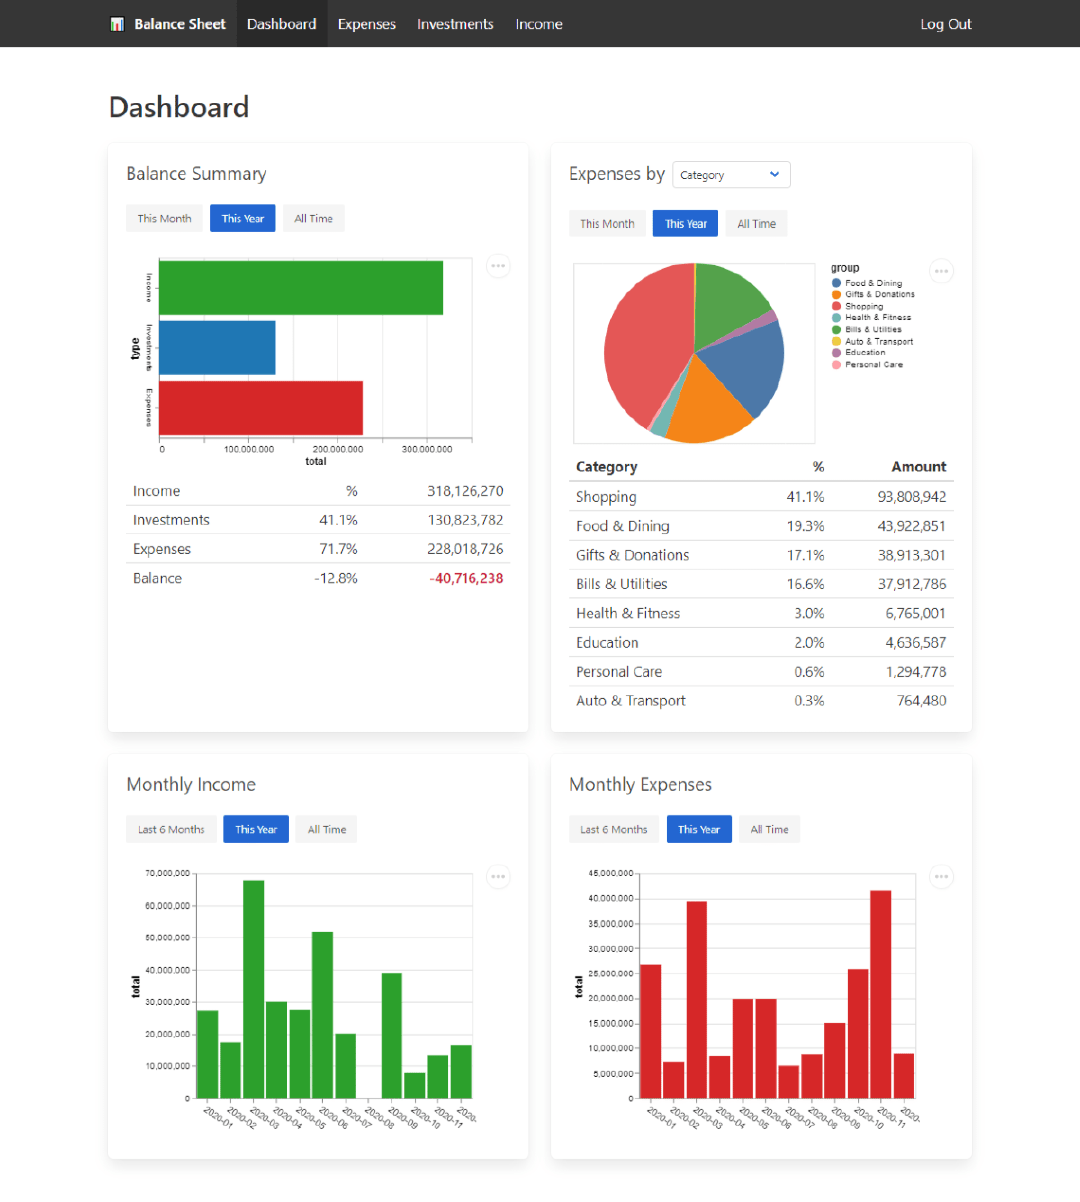 Balance Sheet Dashboard Expenses Investments Income Log Out
Dashboard
Balance Summary
This Month This Year All Time
Income
Investments
Expenses
type
0 100,000,000 200,000,000 300,000,000
total
Income % 318,126,270
Investments 41.1% 130,823,782
Expenses 71.7% 228,018,726
Balance -12.8% -40,716,238
Expenses by Category
This Month This Year All Time
group
Food & Dining
Gifts & Donations
Shopping
Health & Fitness
Bills & Utilities
Auto & Transport
Education
Personal Care
Category % Amount
Shopping 41.1% 93,808,942
Food & Dining 19.3% 43,922,851
Gifts & Donations 17.1% 38,913,301
Bills & Utilities 16.6% 37,912,786
Health & Fitness 3.0% 6,765,001
Education 2.0% 4,636,587
Personal Care 0.6% 1,294,778
Auto & Transport 0.3% 764,480
Monthly Income
Last 6 Months This Year All Time
70,000,000
60,000,000
50,000,000
40,000,000
30,000,000
20,000,000
10,000,000
0
total
2020-01 2020-02 2020-03 2020-04 2020-05 2020-06 2020-07 2020-08 2020-09 2020-10 2020-11 2020-
Monthly Expenses
Last 6 Months This Year All Time
45,000,000
40,000,000
35,000,000
30,000,000
25,000,000
20,000,000
15,000,000
10,000,000
5,000,000
0
total
2020-01 2020-02 2020-03 2020-04 2020-05 2020-06 2020-07 2020-08 2020-09 2020-10 2020-11 2020-